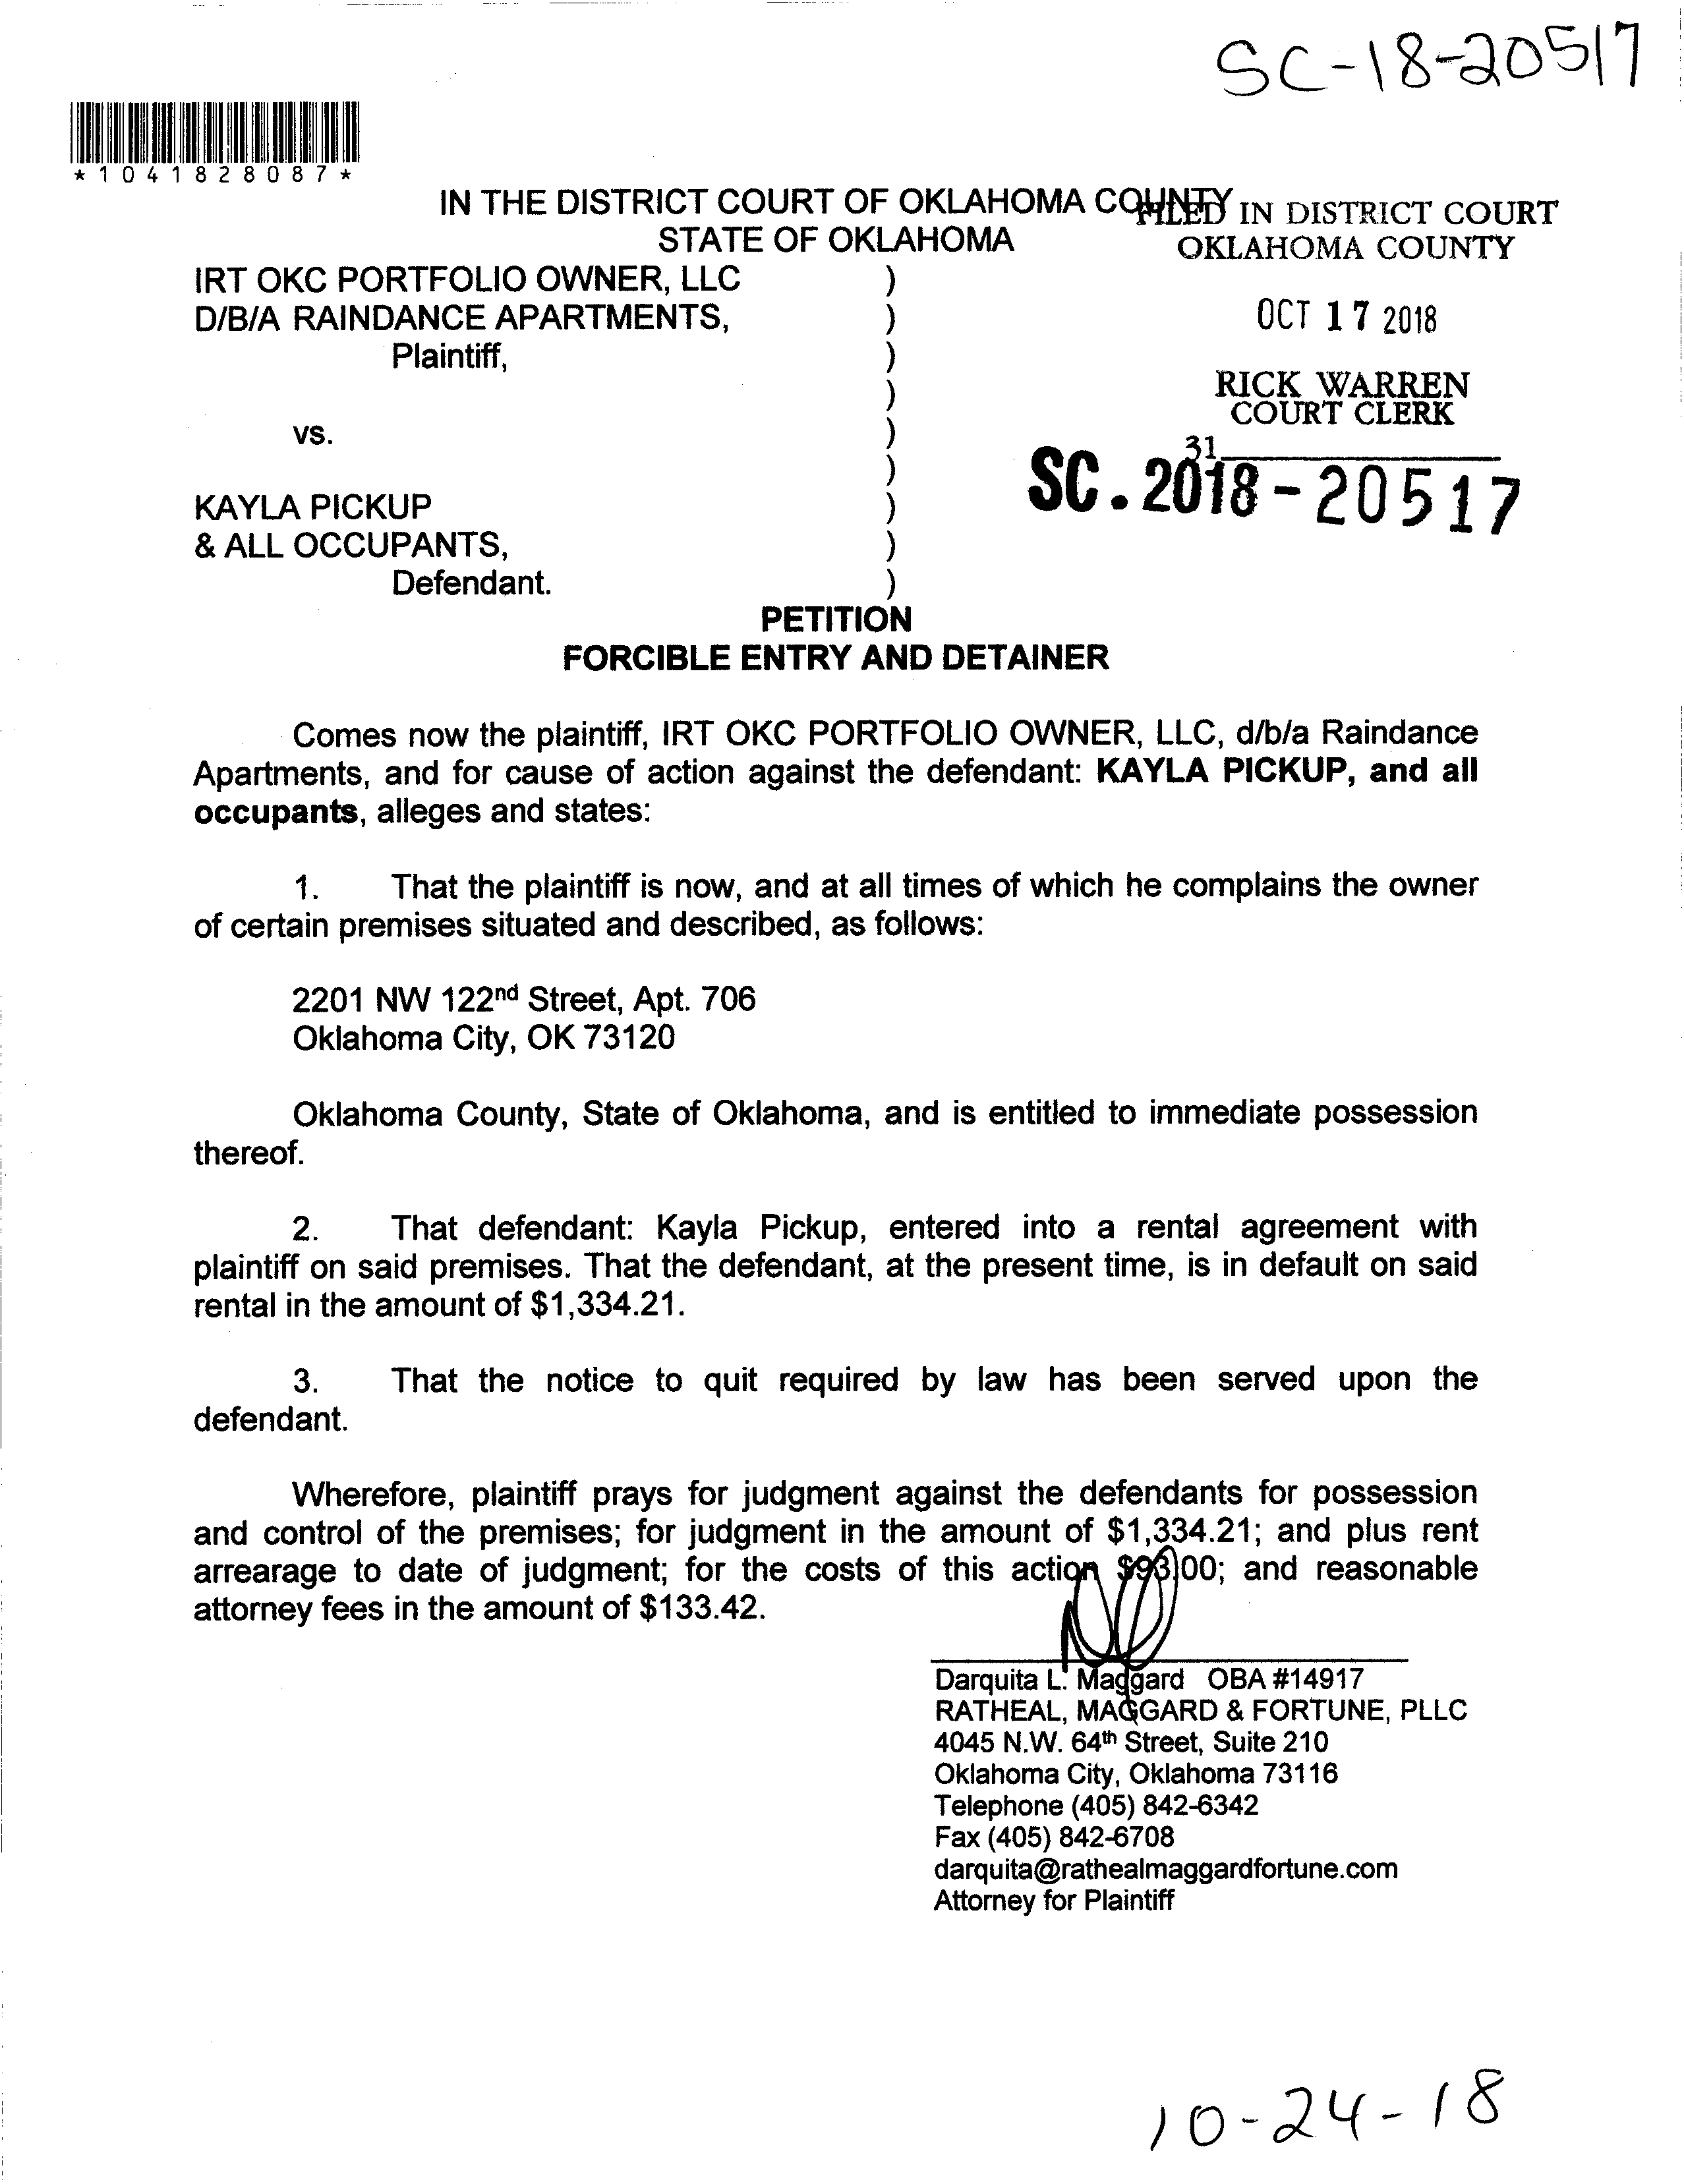 SC-18-20517
*1041828087*
IN THE DISTRICT COURT OF OKLAHOMA COUNTY
FILED IN DISTRICT COURT
STATE OF OKLAHOMA
OKLAHOMA COUNTY
IRT OKC PORTFOLIO OWNER, LLC )
D/B/A RAINDANCE APARTMENTS, )
OCT 17 2018
Plaintiff, )
)
RICK WARREN
COURT CLERK
vs. )
31
)
SC.2018-20517
KAYLA PICKUP )
& ALL OCCUPANTS, )
Defendant. )
PETITION
FORCIBLE ENTRY AND DETAINER
Comes now the plaintiff, IRT OKC PORTFOLIO OWNER, LLC, d/b/a Raindance
Apartments, and for cause of action against the defendant: KAYLA PICKUP, and all
occupants, alleges and states:
1. That the plaintiff is now, and at all times of which he complains the owner
of certain premises situated and described, as follows:
2201 NW 122nd Street, Apt. 706
Oklahoma City, OK 73120
Oklahoma County, State of Oklahoma, and is entitled to immediate possession
thereof.
2. That defendant: Kayla Pickup, entered into a rental agreement with
plaintiff on said premises. That the defendant, at the present time, is in default on said
rental in the amount of $1,334.21.
3. That the notice to quit required by law has been served upon the
defendant.
Wherefore, plaintiff prays for judgment against the defendants for possession
and control of the premises; for judgment in the amount of $1,334.21; and plus rent
arrearage to date of judgment; for the costs of this action $93.00; and reasonable
attorney fees in the amount of $133.42.
Darquita L. Maggard OBA #14917
RATHEAL, MAGGARD & FORTUNE, PLLC
4045 N.W. 64th Street, Suite 210
Oklahoma City, Oklahoma 73116
Telephone (405) 842-6342
Fax (405) 842-6708
darquita@rathealmaggardfortune.com
Attorney for Plaintiff
10-24-18